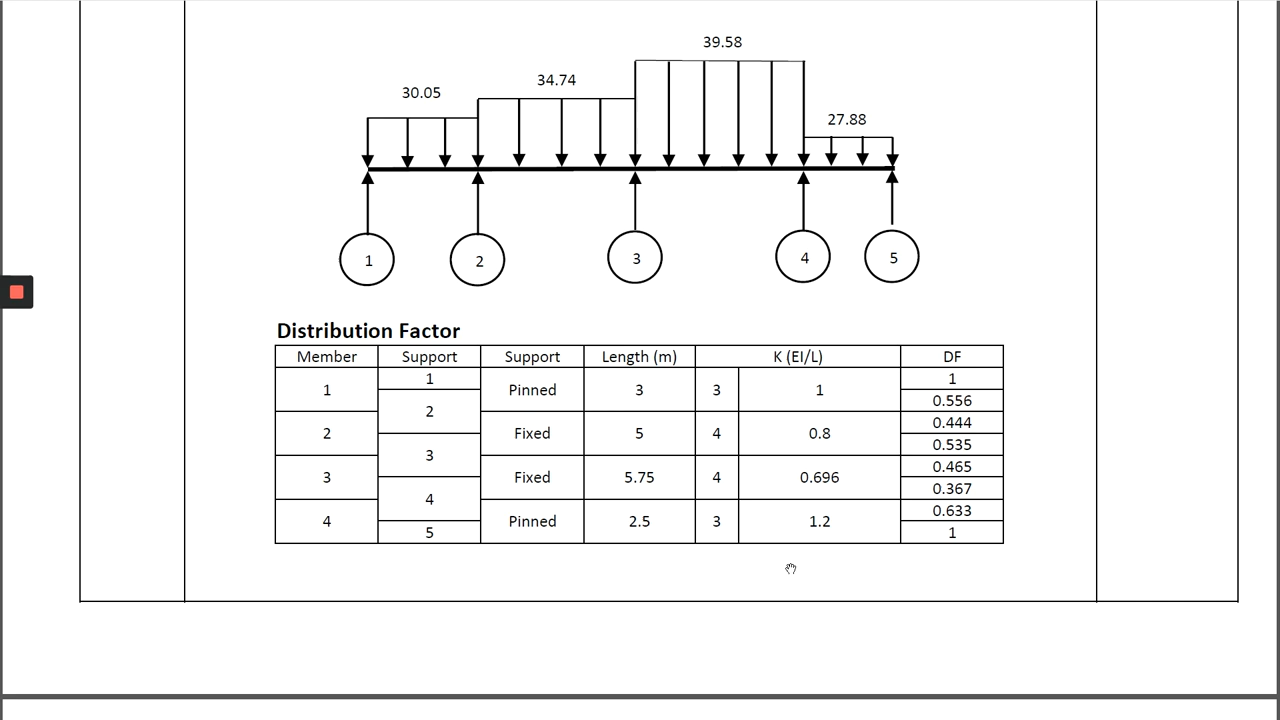 39.58
34.74
30.05
27.88
1 2 3 4 5
Distribution Factor
Member Support Support Length (m) K (EI/L) DF
1 1 Pinned 3 3 1 1
2 0.556
2 Fixed 5 4 0.8 0.444
3 0.535
3 Fixed 5.75 4 0.696 0.465
4 0.367
4 Pinned 2.5 3 1.2 0.633
5 1